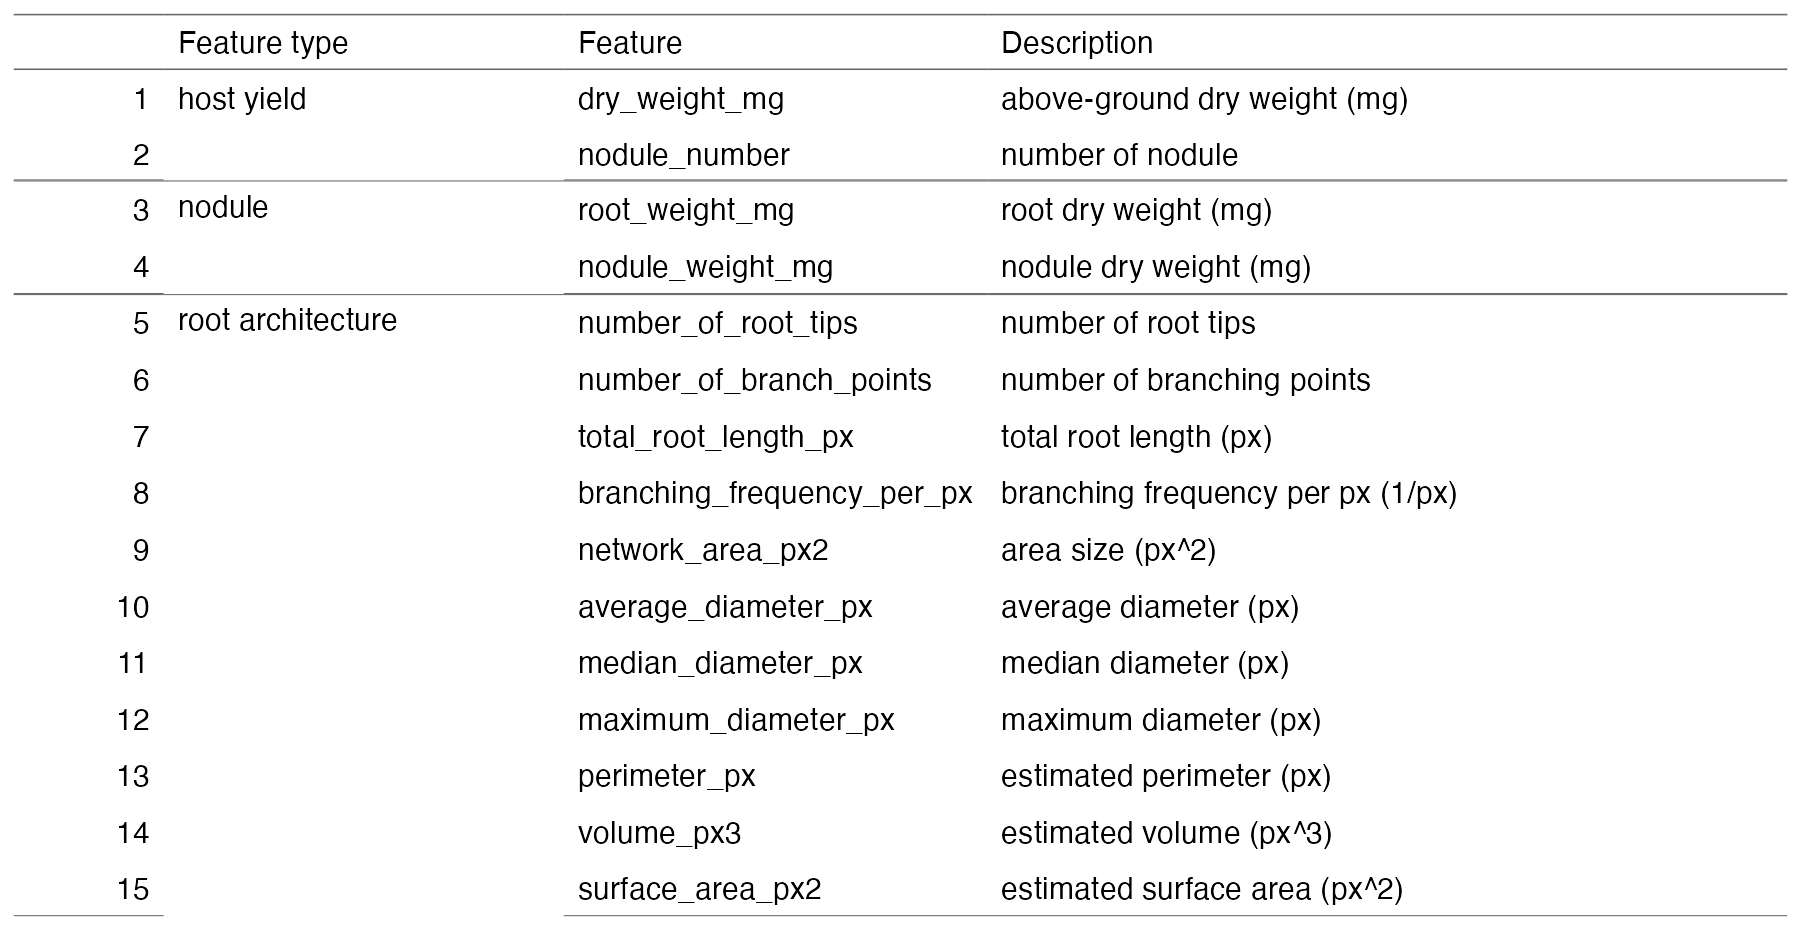 Feature type Feature Description
1 host yield dry_weight_mg above-ground dry weight (mg)
2 nodule_number number of nodule
3 nodule root_weight_mg root dry weight (mg)
4 nodule_weight_mg nodule dry weight (mg)
5 root architecture number_of_root_tips number of root tips
6 number_of_branch_points number of branching points
7 total_root_length_px total root length (px)
8 branching_frequency_per_px branching frequency per px (1/px)
9 network_area_px2 area size (px^2)
10 average_diameter_px average diameter (px)
11 median_diameter_px median diameter (px)
12 maximum_diameter_px maximum diameter (px)
13 perimeter_px estimated perimeter (px)
14 volume_px3 estimated volume (px^3)
15 surface_area_px2 estimated surface area (px^2)